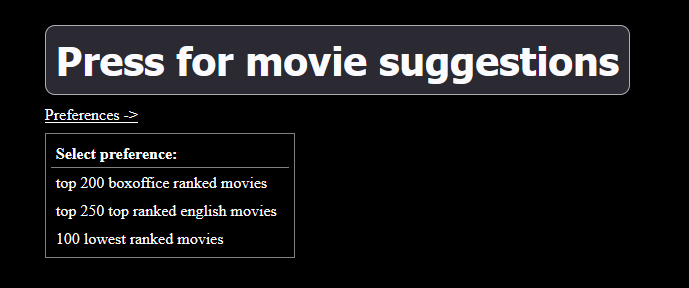 Press for movie suggestions
Preferences ->
Select preference:
top 200 boxoffice ranked movies
top 250 top ranked english movies
100 lowest ranked movies